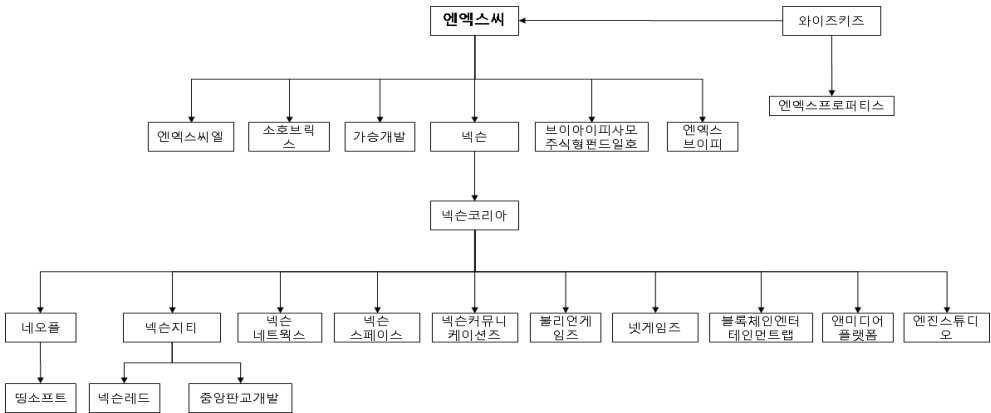 엔엑스씨
와이즈키즈
엔엑스프로퍼티스
엔엑스씨엘
소호브릭
스
가승개발
넥슨
브이아이피사모
주식형펀드일호
엔엑스
브이피
넥슨코리아
네오플
넥슨지티
넥슨
네트웍스
넥슨
스페이스
넥슨커뮤니
케이션즈
불리언게
임즈
넷게임즈
블록체인엔터
테인먼트랩
앤미디어
플랫폼
엔진스튜디
오
띵소프트
넥슨레드
중앙판교개발